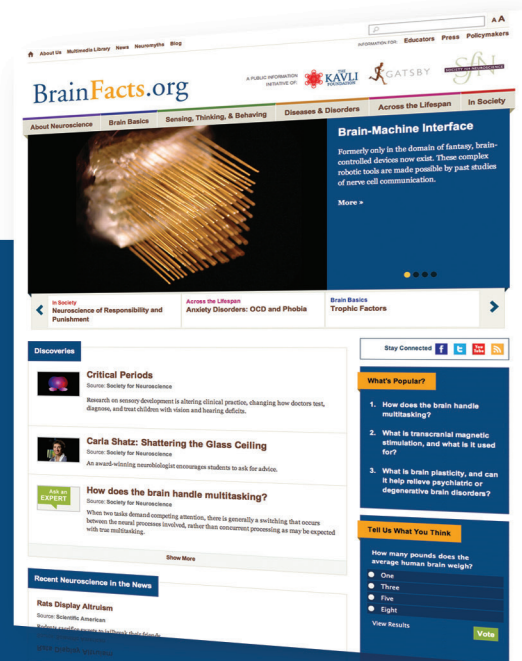 A A
About Us Multimedia Library News Neuromyths Blog
INFORMATION FOR: Educators Press Policymakers
BrainFacts.org
A PUBLIC INFORMATION
INITIATIVE OF:
THE
KAVLI
FOUNDATION
GATSBY
SfN
SOCIETY for NEUROSCIENCE
About Neuroscience Brain Basics Sensing, Thinking, & Behaving Diseases & Disorders Across the Lifespan In Society
Brain-Machine Interface
Formerly only in the domain of fantasy, brain-
controlled devices now exist. These complex
robotic tools are made possible by past studies
of nerve cell communication.
More »
In Society
Neuroscience of Responsibility and
Punishment
Across the Lifespan
Anxiety Disorders: OCD and Phobia
Brain Basics
Trophic Factors
Discoveries
Critical Periods
Source: Society for Neuroscience
Research on sensory development is altering clinical practice, changing how doctors test,
diagnose, and treat children with vision and hearing deficits.
Carla Shatz: Shattering the Glass Ceiling
Source: Society for Neuroscience
An award-winning neurobiologist encourages students to ask for advice.
Ask an
EXPERT
How does the brain handle multitasking?
Source: Society for Neuroscience
When two tasks demand competing attention, there is generally a switching that occurs
between the neural processes involved, rather than concurrent processing as may be expected
with true multitasking.
Show More
Recent Neuroscience in the News
Rats Display Altruism
Source: Scientific American
Stay Connected f t You Tube
What's Popular?
1. How does the brain handle
multitasking?
2. What is transcranial magnetic
stimulation, and what is it used
for?
3. What is brain plasticity, and can
it help relieve psychiatric or
degenerative brain disorders?
Tell Us What You Think
How many pounds does the
average human brain weigh?
One
Three
Five
Eight
View Results
Vote